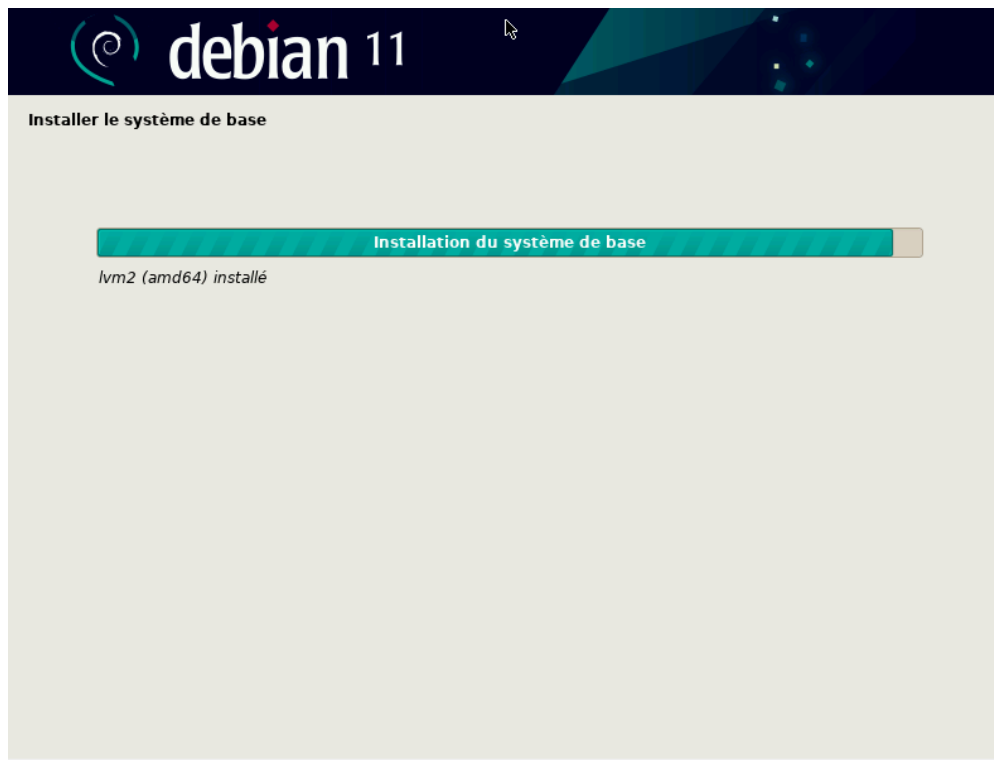 debian 11
Installer le système de base
Installation du système de base
lvm2 (amd64) installé